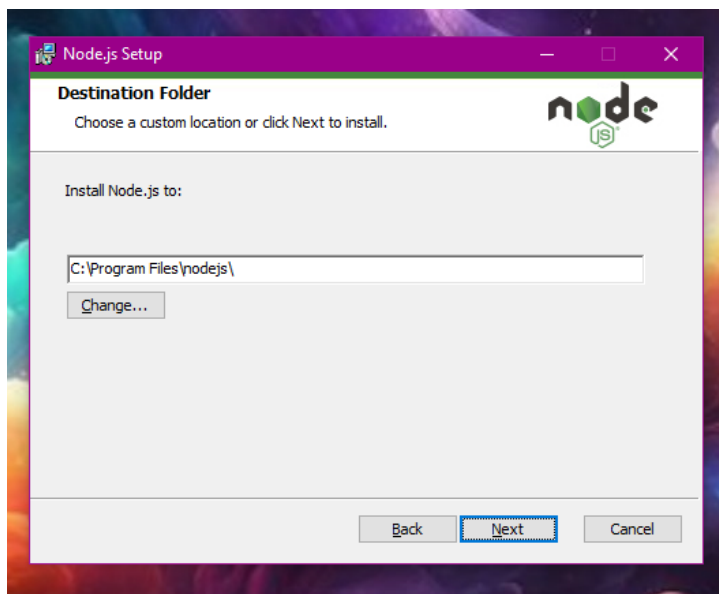 Node.js Setup
Destination Folder
Choose a custom location or click Next to install.
node
JS
Install Node.js to:
C:\Program Files\nodejs\
Change...
Back Next Cancel